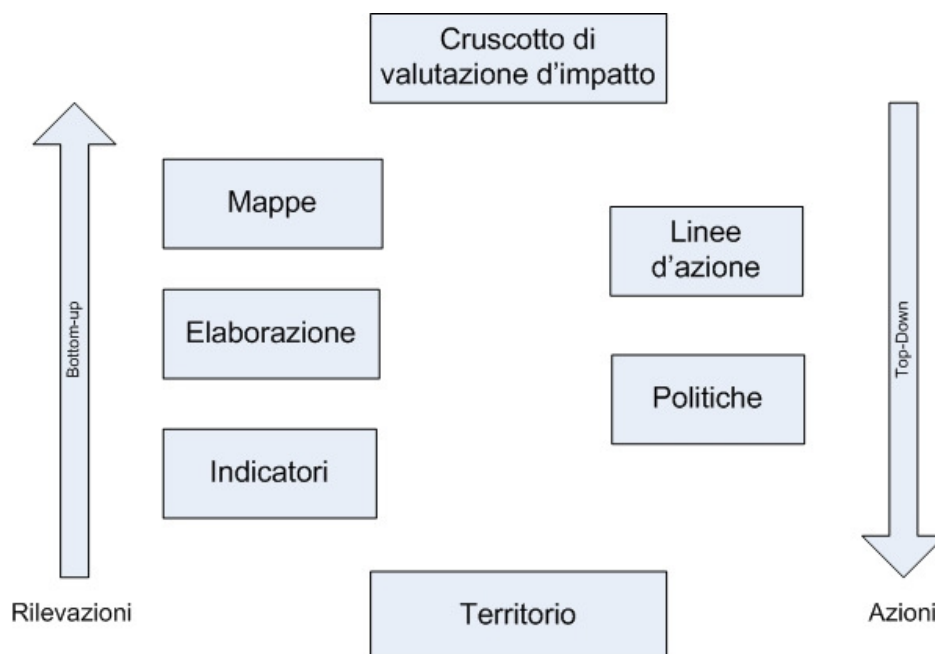 Cruscotto di
valutazione d'impatto
Mappe
Linee
d'azione
Bottom-up
Elaborazione
Top-Down
Politiche
Indicatori
Rilevazioni
Territorio
Azioni